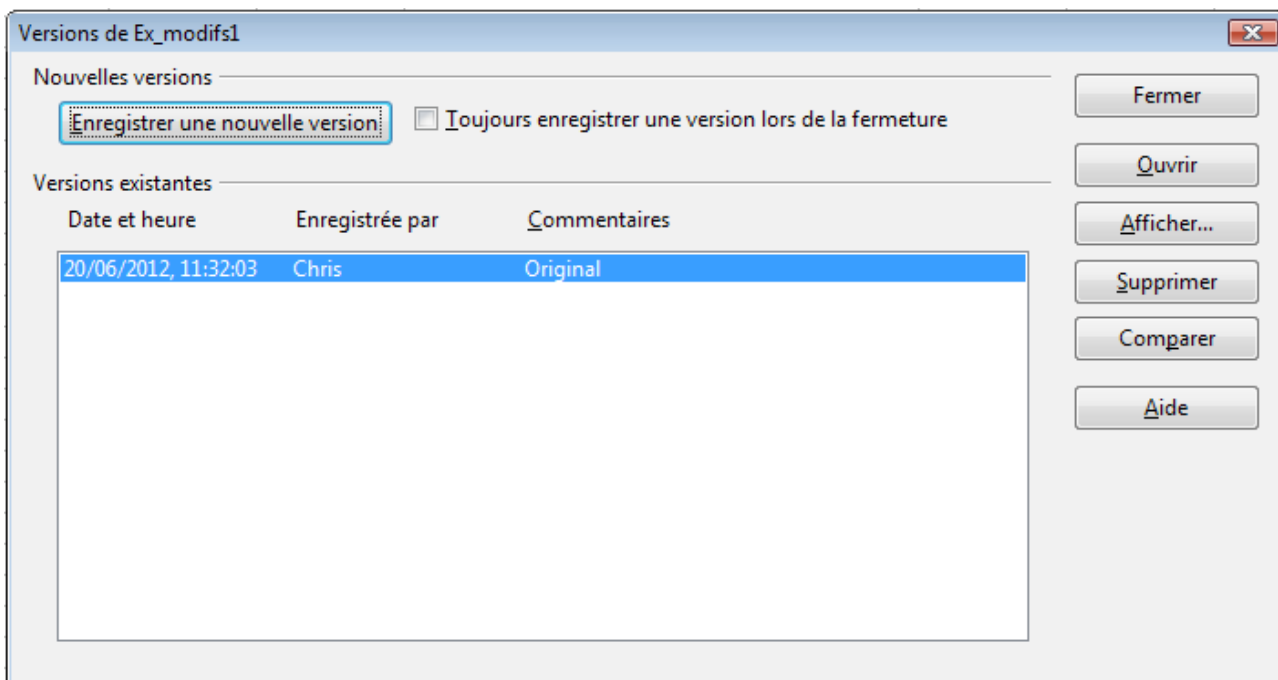 Versions de Ex_modifs1
Nouvelles versions
Enregistrer une nouvelle version
Toujours enregistrer une version lors de la fermeture
Versions existantes
Date et heure Enregistrée par Commentaires
20/06/2012, 11:32:03 Chris Original
Fermer
Ouvrir
Afficher...
Supprimer
Comparer
Aide